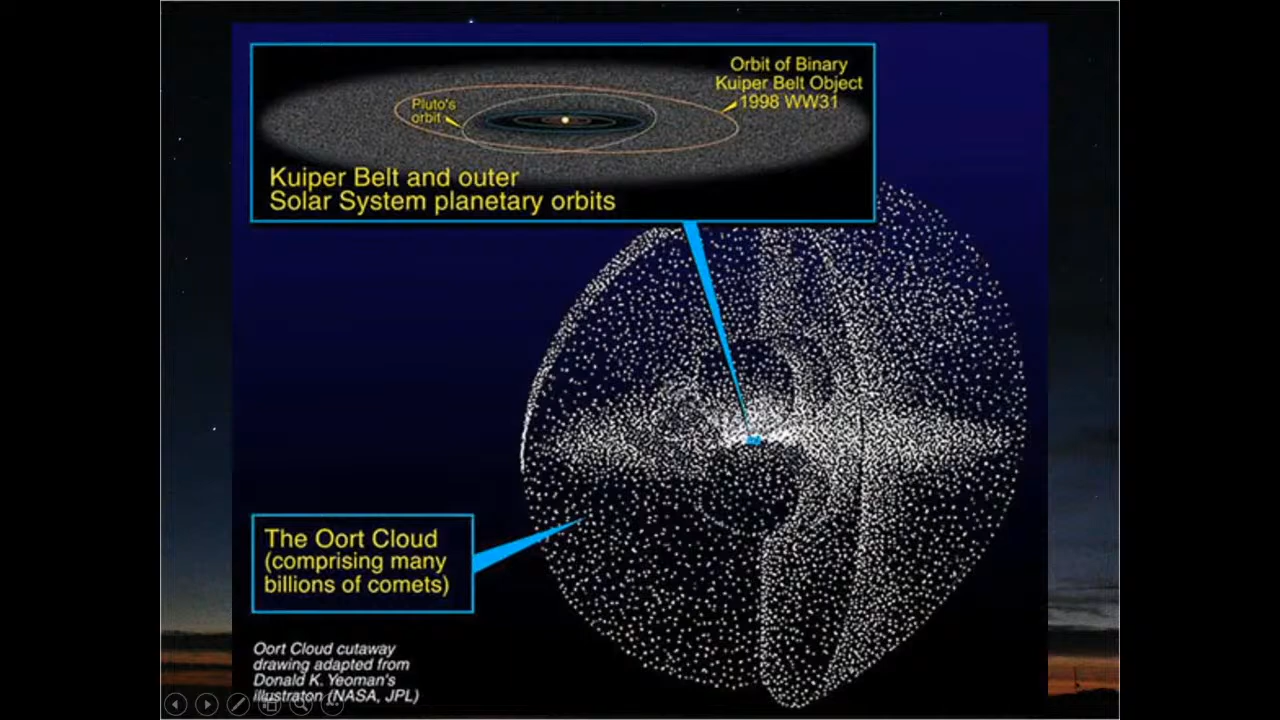 Orbit of Binary
Kuiper Belt Object
1998 WW31
Pluto's
orbit
Kuiper Belt and outer
Solar System planetary orbits
The Oort Cloud
(comprising many
billions of comets)
Oort Cloud cutaway
drawing adapted from
Donald K. Yeoman's
illustraton (NASA, JPL)